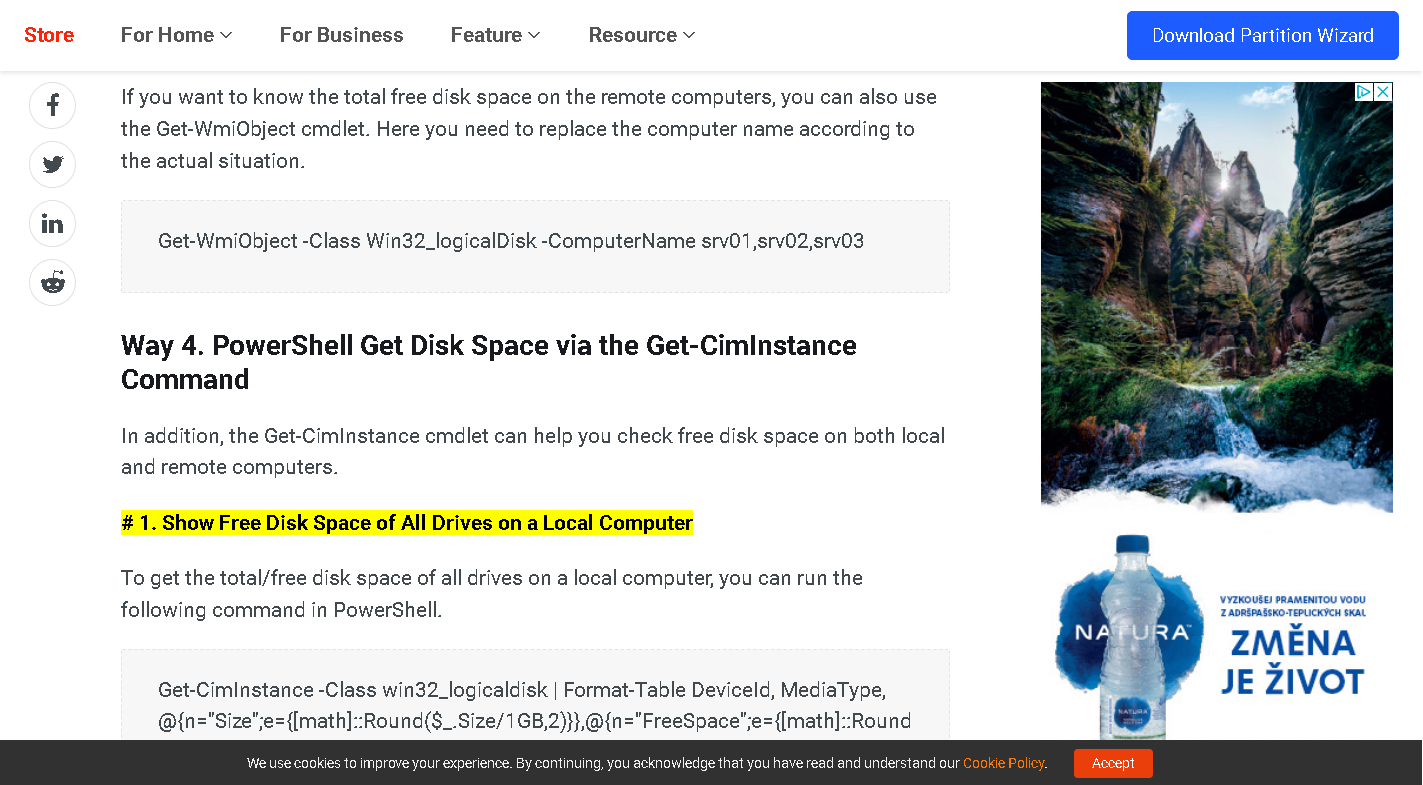 Store For Home For Business Feature Resource Download Partition Wizard
If you want to know the total free disk space on the remote computers, you can also use
the Get-WmiObject cmdlet. Here you need to replace the computer name according to
the actual situation.
Get-WmiObject -Class Win32_logicalDisk -ComputerName srv01,srv02,srv03
Way 4. PowerShell Get Disk Space via the Get-CimInstance
Command
In addition, the Get-CimInstance cmdlet can help you check free disk space on both local
and remote computers.
# 1. Show Free Disk Space of All Drives on a Local Computer
To get the total/free disk space of all drives on a local computer, you can run the
following command in PowerShell.
Get-CimInstance -Class win32_logicaldisk | Format-Table DeviceId, MediaType,
@{n="Size";e={[math]::Round($_.Size/1GB,2)}},@{n="FreeSpace";e={[math]::Round
VYZKOUŠEJ PRAMENITOU VODU
Z ADRŠPAŠSKO-TEPLICKÝCH SKAL
ZMĚNA
JE ŽIVOT
NATURA™
NATURA
We use cookies to improve your experience. By continuing, you acknowledge that you have read and understand our Cookie Policy. Accept